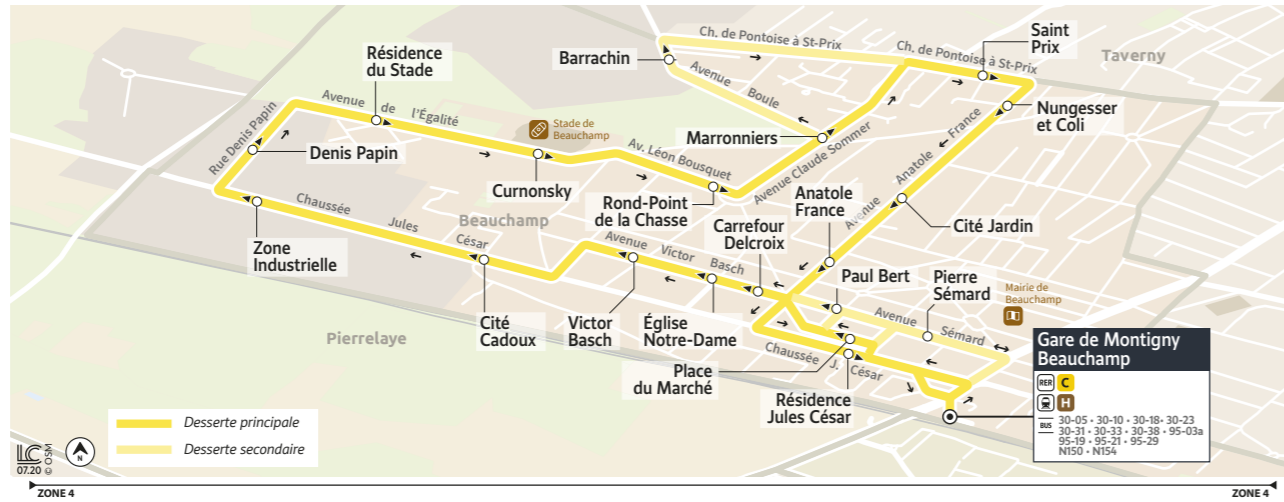 Ch. de Pontoise à St-Prix
Saint
Prix
Barrachin
Ch. de Pontoise à St-Prix
Taverny
Résidence
du Stade
Avenue Boule
Nungesser
et Coli
Avenue de l'Égalité
Stade de
Beauchamp
Marronniers
Rue Denis Papin
Denis Papin
Av. Léon Bousquet
Avenue Claude Sommer
Avenue Anatole France
Curnonsky
Rond-Point
de la Chasse
Anatole
France
Cité Jardin
Beauchamp
Chaussée Jules César
Carrefour
Delcroix
Avenue Victor Basch
Zone
Industrielle
Paul Bert
Pierre
Sémard
Mairie de
Beauchamp
Avenue Sémard
Cité
Cadoux
Victor
Basch
Église
Notre-Dame
Pierrelaye
Chaussée J. César
Place
du Marché
Résidence
Jules César
Gare de Montigny
Beauchamp
RER C
H
BUS 30-05 • 30-10 • 30-18 • 30-23
30-31 • 30-33 • 30-38 • 95-03a
95-19 • 95-21 • 95-29
N150 • N154
Desserte principale
Desserte secondaire
LC
07.20
© OSM
N
ZONE 4
ZONE 4